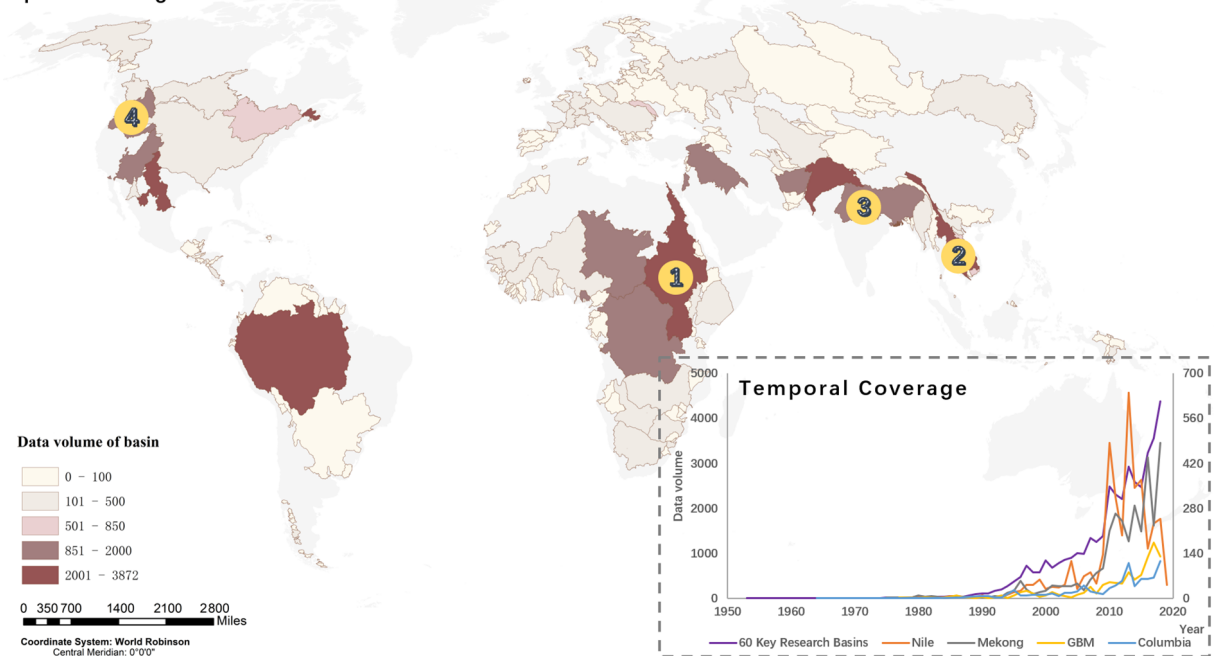 4
3
2
1
Data volume of basin
0 - 100
101 - 500
501 - 850
851 - 2000
2001 - 3872
0 350 700 1400 2100 2800
Miles
Coordinate System: World Robinson
Central Meridian: 0°0'0"
Temporal Coverage
Data volume
5000
4000
3000
2000
1000
0
700
560
420
280
140
0
1950 1960 1970 1980 1990 2000 2010 2020
Year
60 Key Research Basins Nile Mekong GBM Columbia